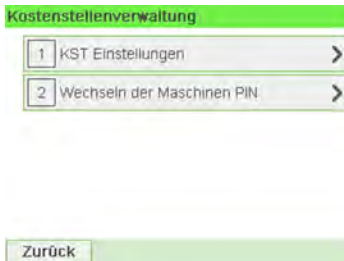 Kostenstellenverwaltung
1 KST Einstellungen
2 Wechseln der Maschinen PIN
Zurück